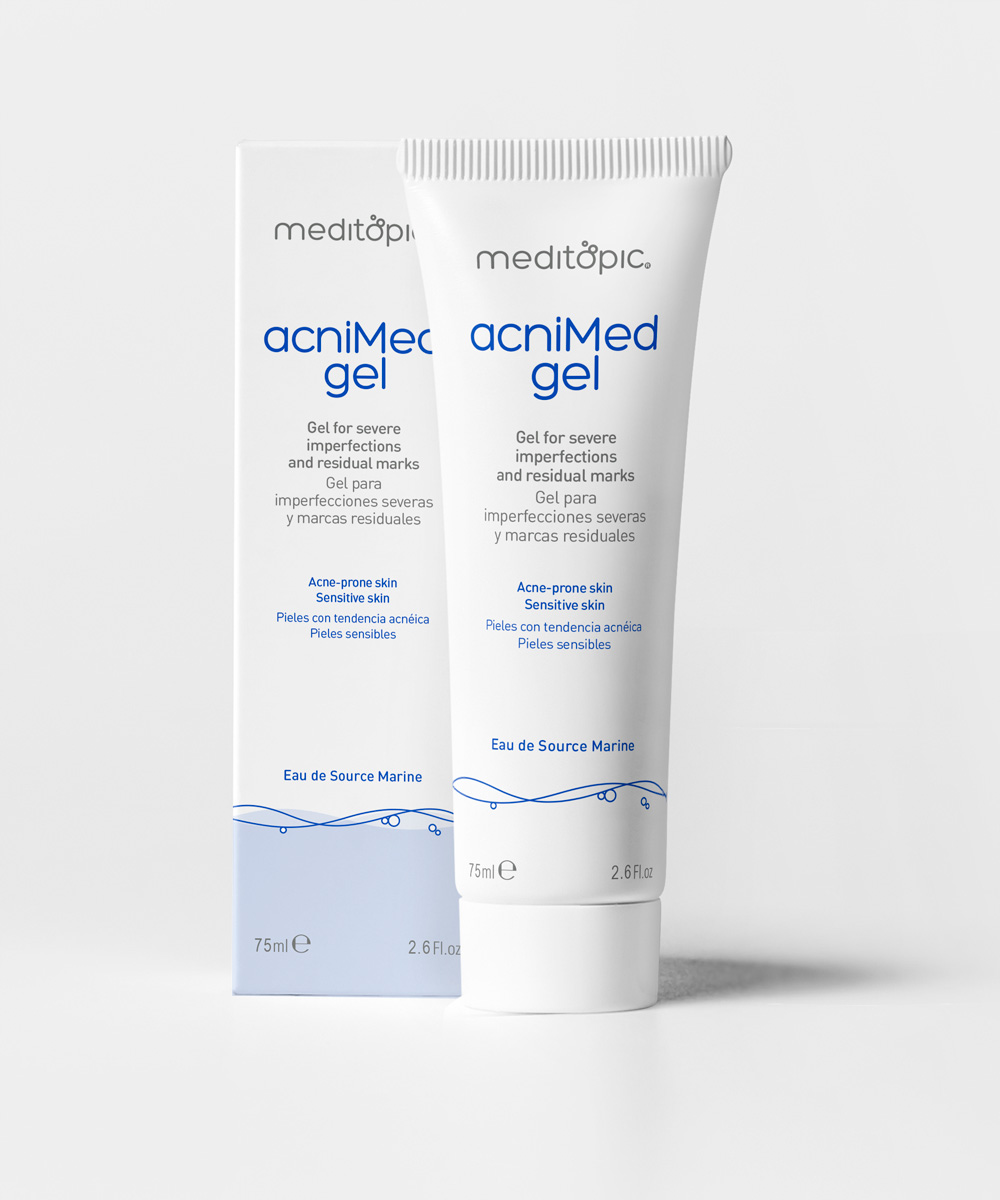 meditopic
acniMed
gel
Gel for severe
imperfections
and residual marks
Gel para
imperfecciones severas
y marcas residuales
Acne-prone skin
Sensitive skin
Pieles con tendencia acnéica
Pieles sensibles
Eau de Source Marine
75ml e
2.6 Fl.oz
meditopic
acniMed
gel
Gel for severe
imperfections
and residual marks
Gel para
imperfecciones severas
y marcas residuales
Acne-prone skin
Sensitive skin
Pieles con tendencia acnéica
Pieles sensibles
Eau de Source Marine
75ml e
2.6 Fl.oz